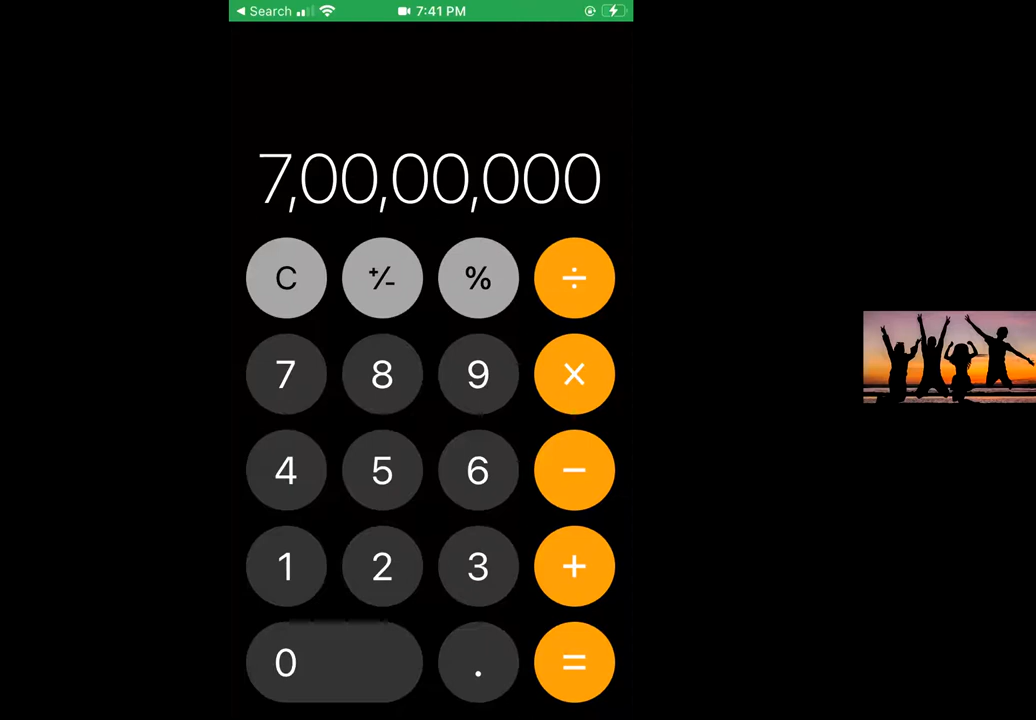 Search 7:41 PM
7,00,00,000
C +/- % ÷
7 8 9 ×
4 5 6 −
1 2 3 +
0 . =